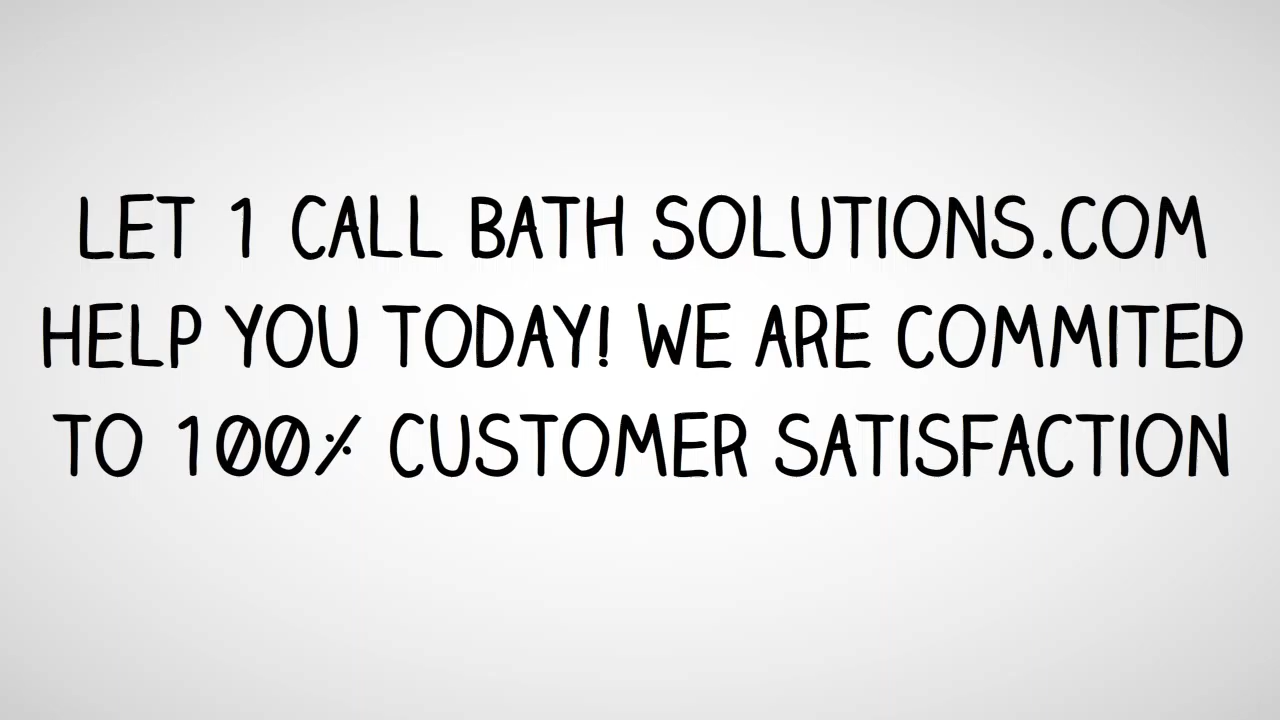 LET 1 CALL BATH SOLUTIONS.COM
HELP YOU TODAY! WE ARE COMMITED
TO 100% CUSTOMER SATISFACTION